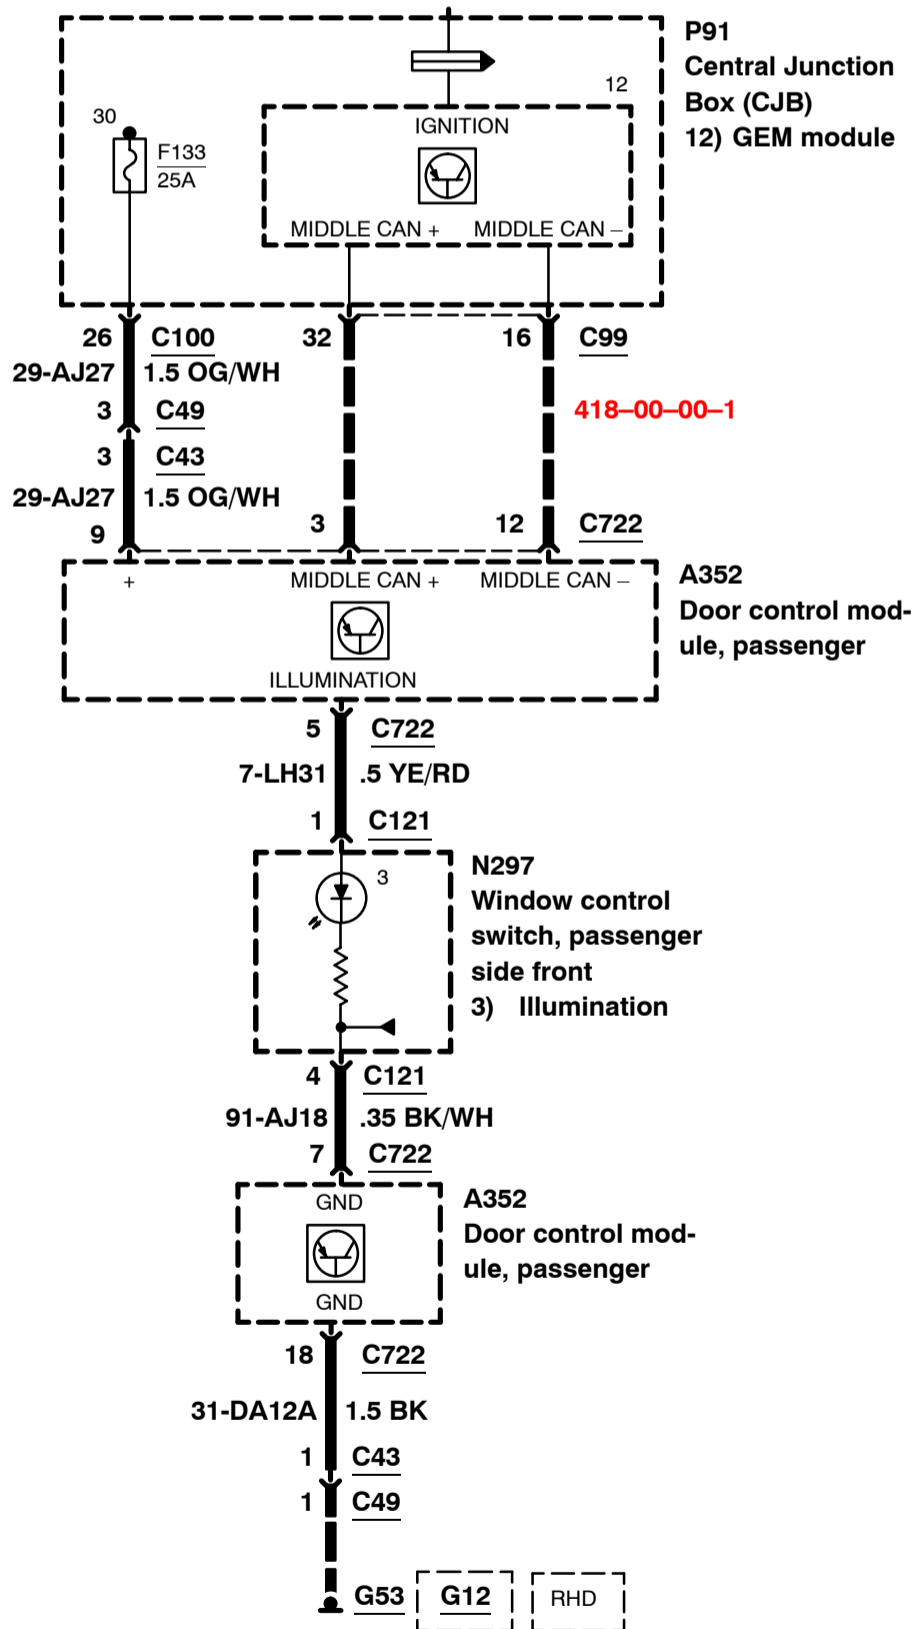 P91
Central Junction
Box (CJB)
12) GEM module
12
30
F133
25A
IGNITION
MIDDLE CAN + MIDDLE CAN –
26 C100 32 16 C99
29-AJ27 1.5 OG/WH
3 C49 418–00–00–1
3 C43
29-AJ27 1.5 OG/WH
9 3 12 C722
+ MIDDLE CAN + MIDDLE CAN –
A352
Door control mod-
ule, passenger
ILLUMINATION
5 C722
7-LH31 .5 YE/RD
1 C121
3
N297
Window control
switch, passenger
side front
3) Illumination
4 C121
91-AJ18 .35 BK/WH
7 C722
GND
A352
Door control mod-
ule, passenger
GND
18 C722
31-DA12A 1.5 BK
1 C43
1 C49
G53 G12 RHD